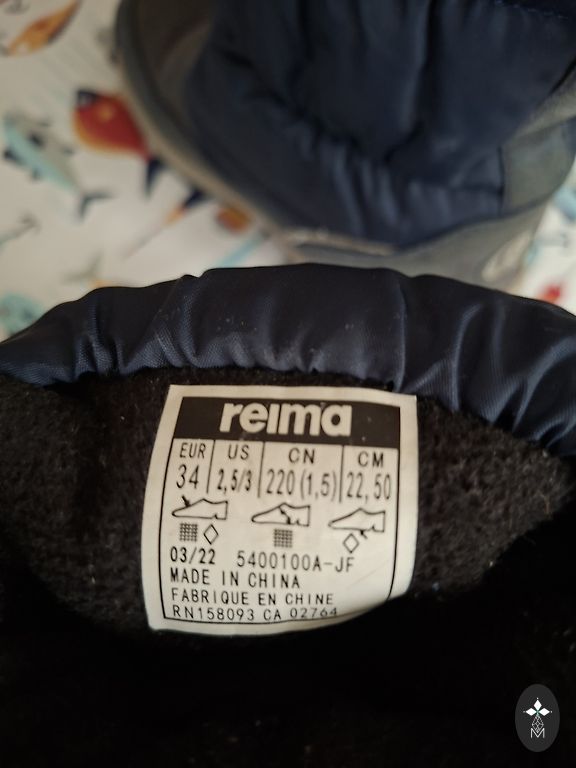 reima
EUR US CN CM
34 2,5/3 220 (1,5) 22,50
03/22 5400100A-JF
MADE IN CHINA
FABRIQUE EN CHINE
RN158093 CA 02764
M